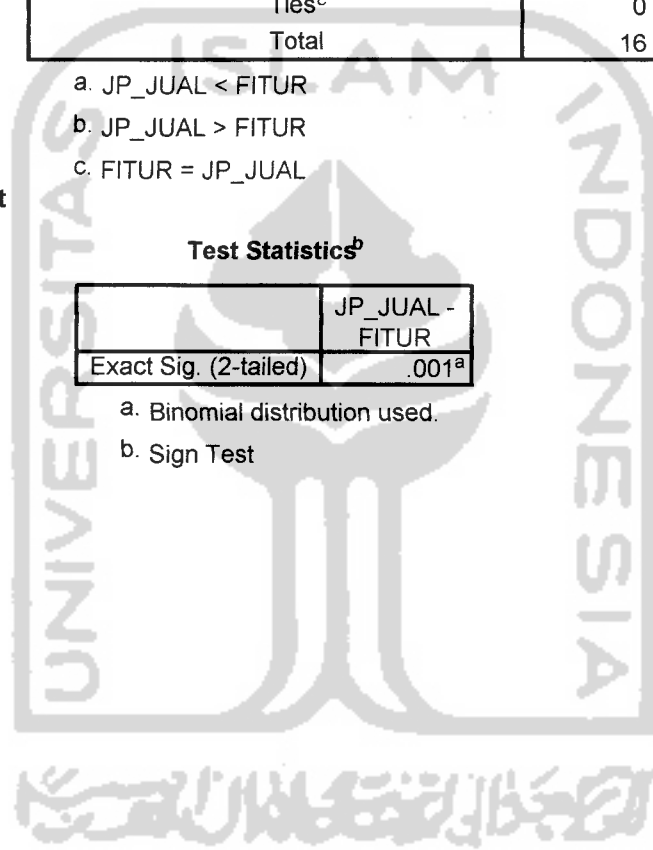 Ties^c 0
Total 16
a. JP_JUAL < FITUR
b. JP_JUAL > FITUR
c. FITUR = JP_JUAL
t
Test Statistics^b
JP_JUAL -
FITUR
Exact Sig. (2-tailed) .001^a
a. Binomial distribution used.
b. Sign Test
ISLAM
UNIVERSITAS
INDONESIA